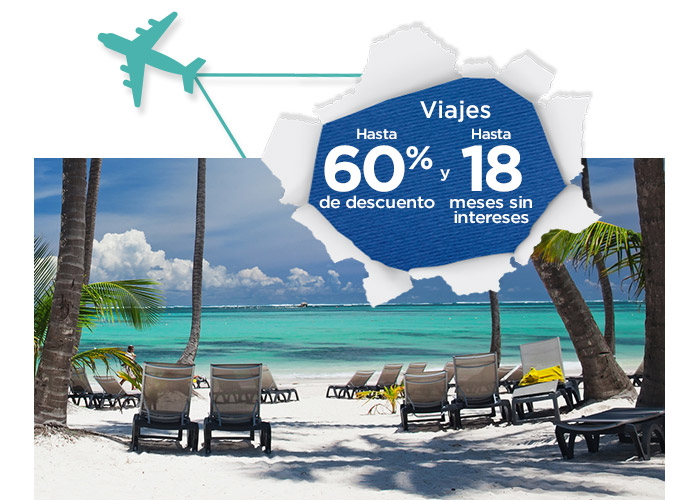 Viajes
Hasta
60%
de descuento
y
Hasta
18
meses sin
intereses